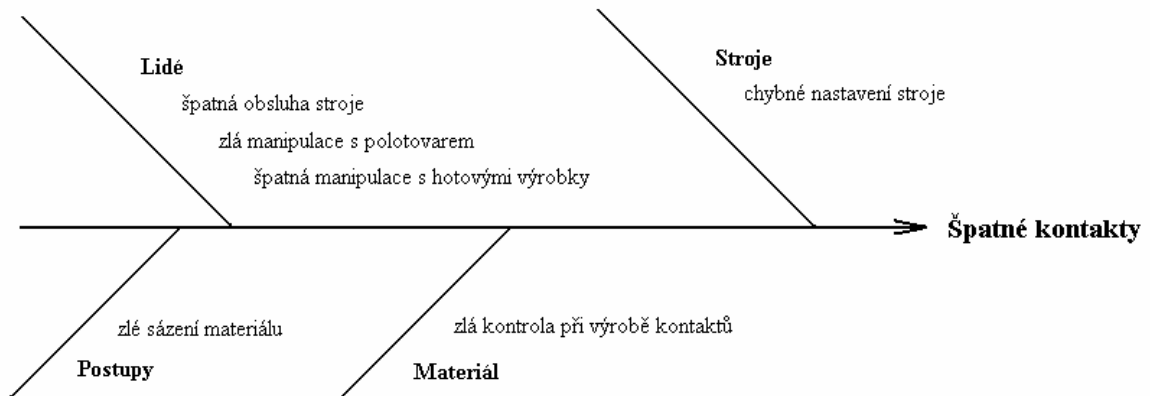 Lidé
špatná obsluha stroje
zlá manipulace s polotovarem
špatná manipulace s hotovými výrobky
Stroje
chybné nastavení stroje
Špatné kontakty
zlé sázení materiálu
Postupy
zlá kontrola při výrobě kontaktů
Materiál